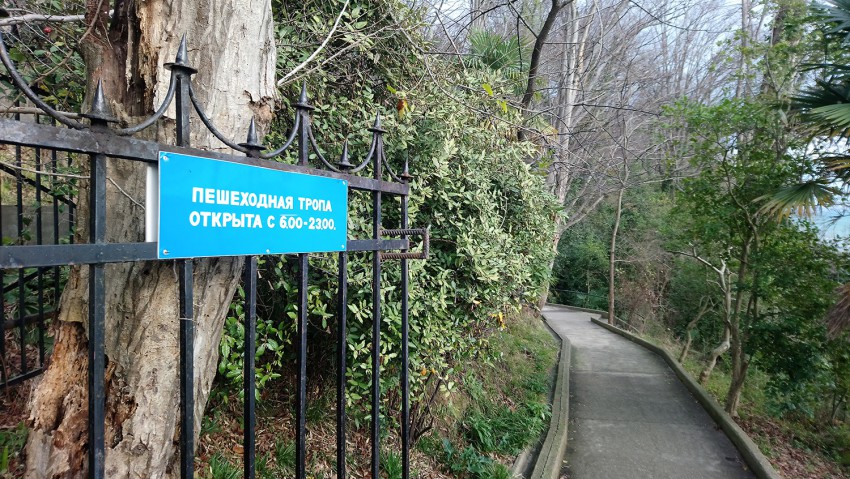 ПЕШЕХОДНАЯ ТРОПА
ОТКРЫТА С 6.00-23.00.